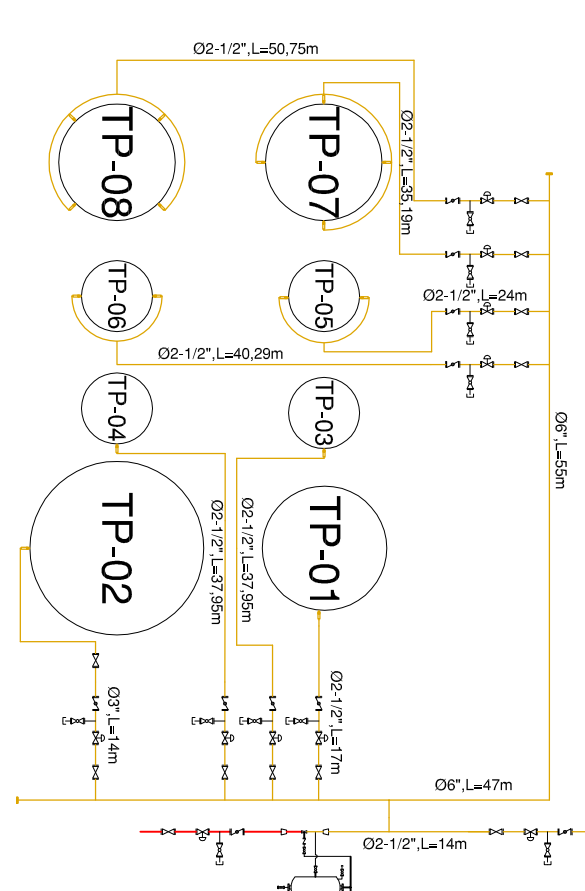 Ø2-1/2",L=50,75m
TP-08
TP-07
Ø2-1/2",L=35,19m
TP-06
TP-05
Ø2-1/2",L=24m
Ø2-1/2",L=40,29m
TP-04
TP-03
Ø6",L=55m
TP-02
TP-01
Ø2-1/2",L=37,95m
Ø2-1/2",L=37,95m
Ø3",L=14m
Ø2-1/2",L=17m
Ø6",L=47m
Ø2-1/2",L=14m